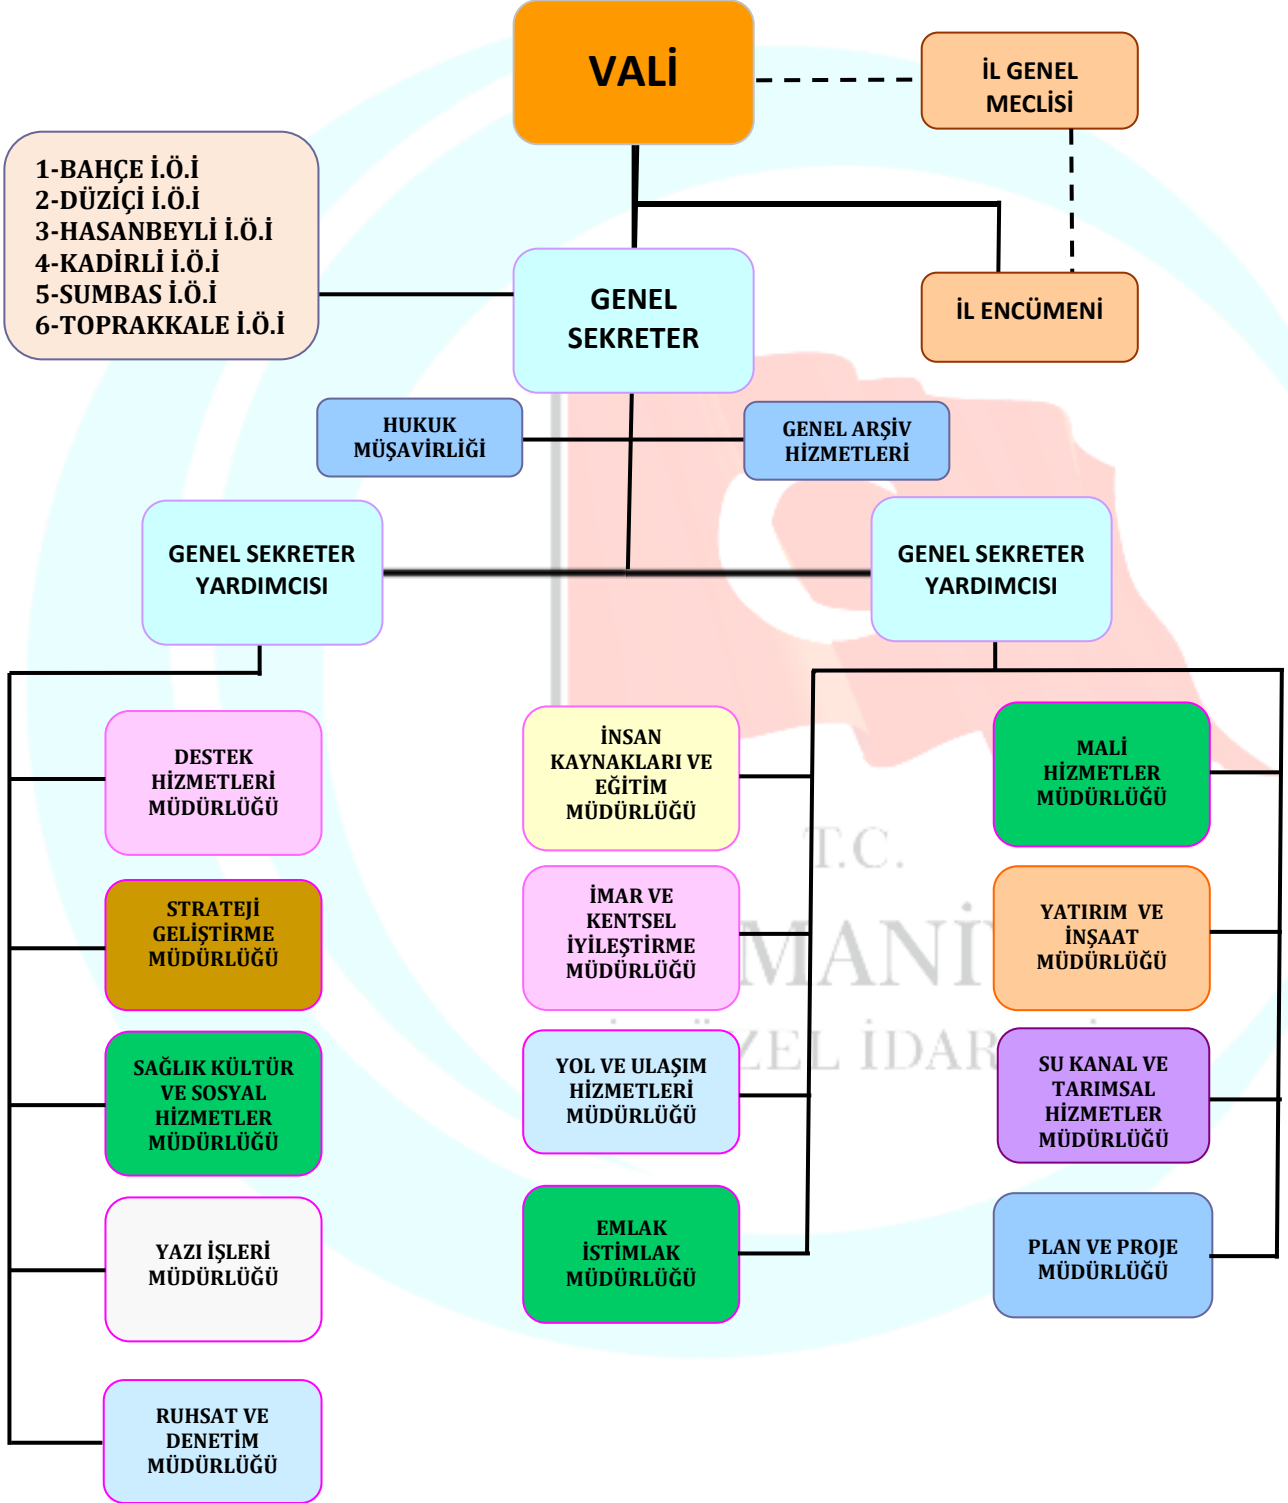 VALİ
İL GENEL
MECLİSİ
1-BAHÇE İ.Ö.İ
2-DÜZİÇİ İ.Ö.İ
3-HASANBEYLİ İ.Ö.İ
4-KADİRLİ İ.Ö.İ
5-SUMBAS İ.Ö.İ
6-TOPRAKKALE İ.Ö.İ
GENEL
SEKRETER
İL ENCÜMENİ
HUKUK
MÜŞAVİRLİĞİ
GENEL ARŞİV
HİZMETLERİ
GENEL SEKRETER
YARDIMCISI
GENEL SEKRETER
YARDIMCISI
DESTEK
HİZMETLERİ
MÜDÜRLÜĞÜ
İNSAN
KAYNAKLARI VE
EĞİTİM
MÜDÜRLÜĞÜ
MALİ
HİZMETLER
MÜDÜRLÜĞÜ
T.C.
STRATEJİ
GELİŞTİRME
MÜDÜRLÜĞÜ
İMAR VE
KENTSEL
İYİLEŞTİRME
MÜDÜRLÜĞÜ
YATIRIM VE
İNŞAAT
MÜDÜRLÜĞÜ
SAĞLIK KÜLTÜR
VE SOSYAL
HİZMETLER
MÜDÜRLÜĞÜ
YOL VE ULAŞIM
HİZMETLERİ
MÜDÜRLÜĞÜ
SU KANAL VE
TARIMSAL
HİZMETLER
MÜDÜRLÜĞÜ
YAZI İŞLERİ
MÜDÜRLÜĞÜ
EMLAK
İSTİMLAK
MÜDÜRLÜĞÜ
PLAN VE PROJE
MÜDÜRLÜĞÜ
RUHSAT VE
DENETİM
MÜDÜRLÜĞÜ